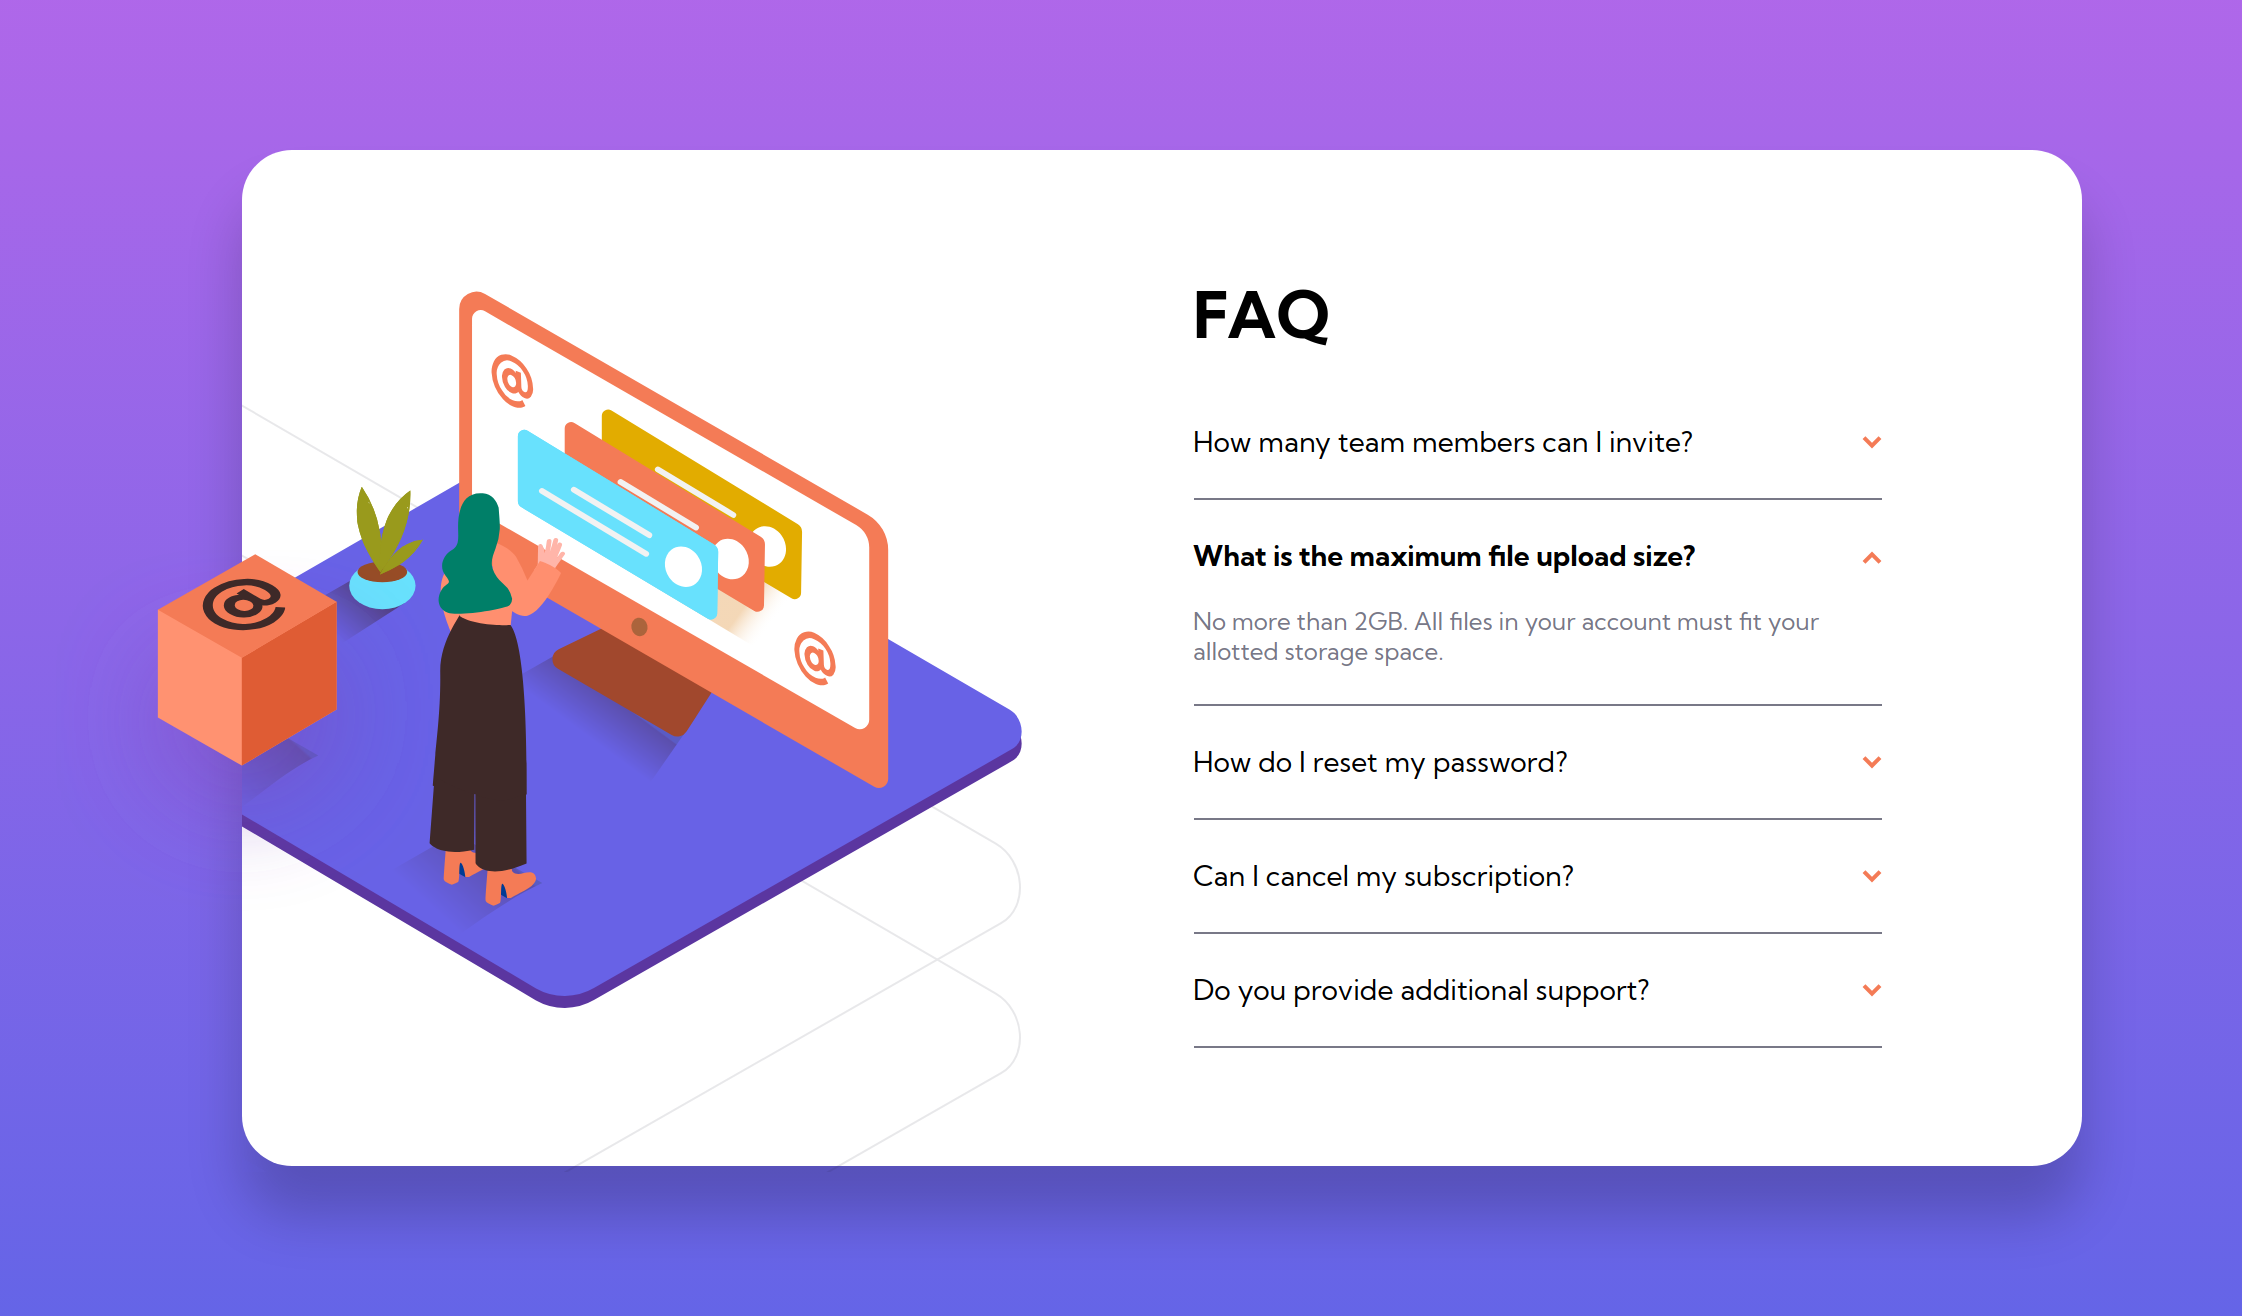 FAQ
How many team members can I invite?
What is the maximum file upload size?
No more than 2GB. All files in your account must fit your
allotted storage space.
How do I reset my password?
Can I cancel my subscription?
Do you provide additional support?
@
@
@